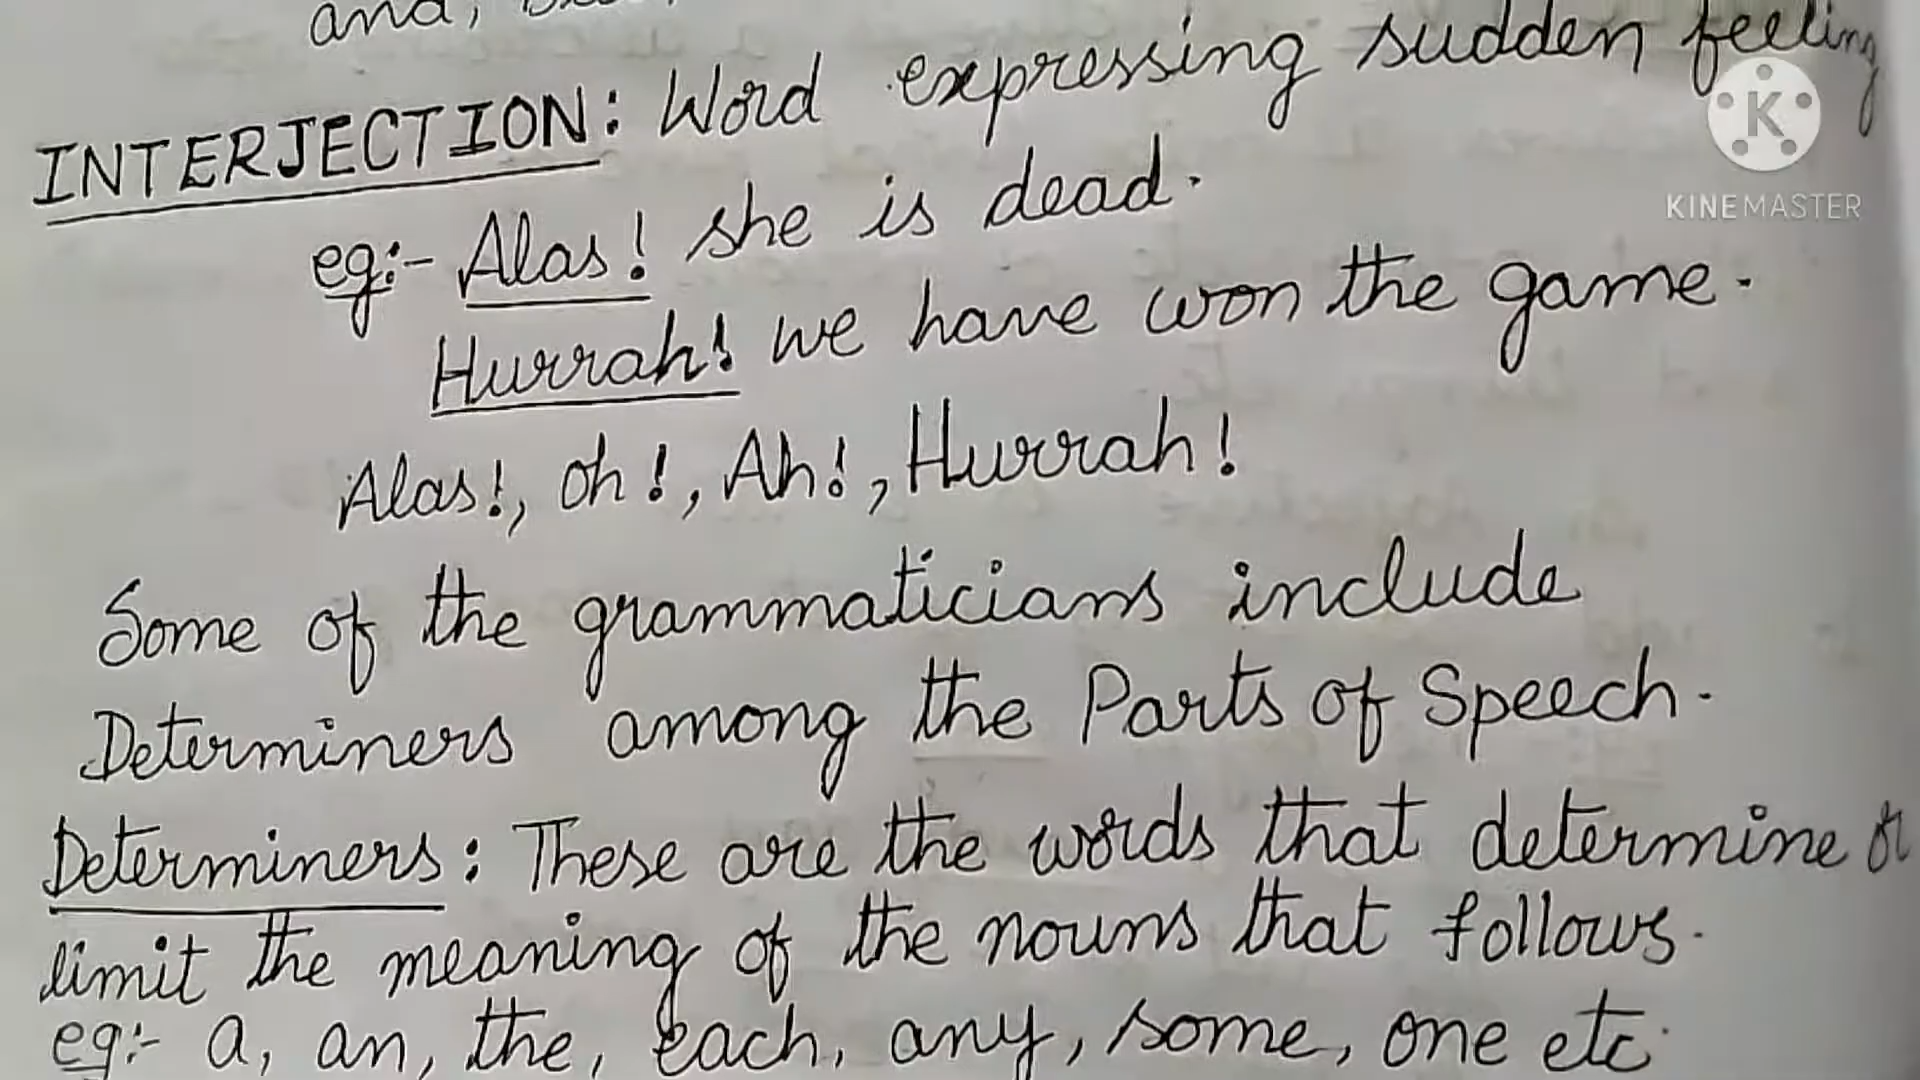 and,
INTERJECTION: Word expressing sudden feeling
eg:- Alas! she is dead.
Hurrah! we have won the game.
Alas!, Oh!, Ah!, Hurrah!
Some of the grammaticians include
Determiners among the Parts of Speech.
Determiners: These are the words that determine or
limit the meaning of the nouns that follows.
eg:- a, an, the, each, any, some, one etc.
K
KINEMASTER